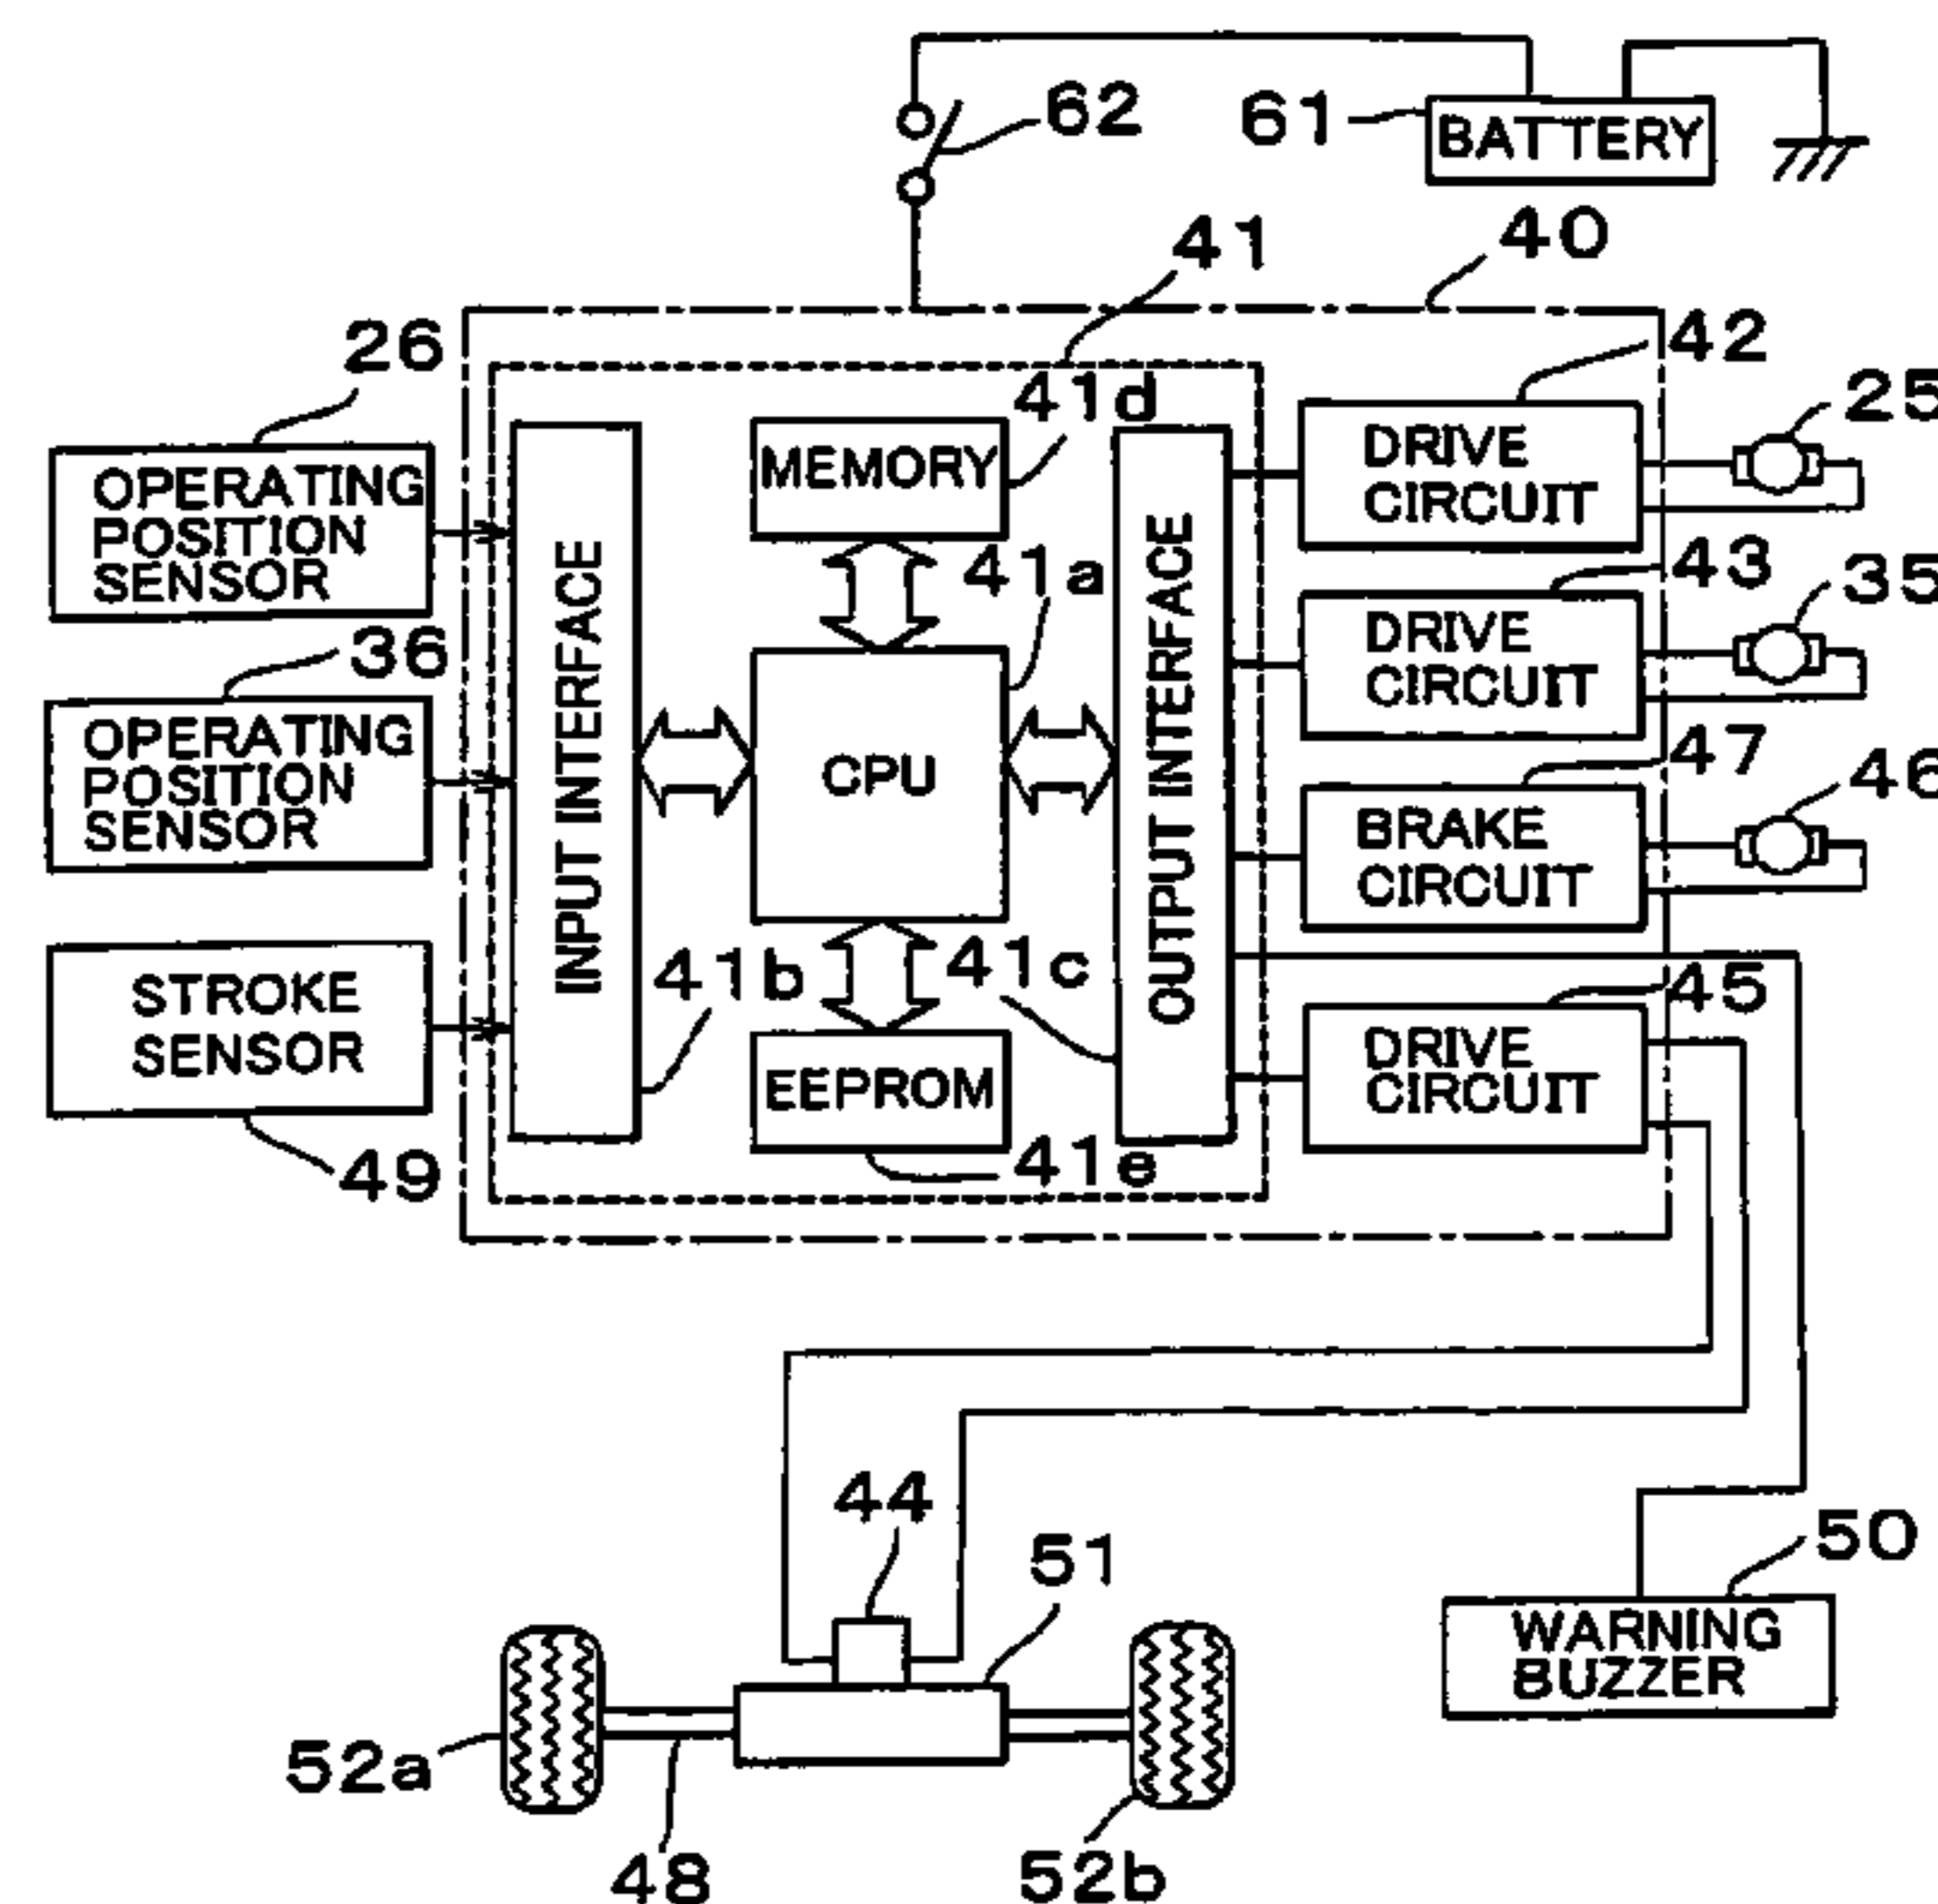 62
61
BATTERY
41
40
26
42
41d
25
OPERATING
POSITION
SENSOR
MEMORY
DRIVE
CIRCUIT
INPUT INTERFACE
OUTPUT INTERFACE
41a
43
35
36
DRIVE
CIRCUIT
OPERATING
POSITION
SENSOR
CPU
47
46
BRAKE
CIRCUIT
STROKE
SENSOR
41b
41c
45
EEPROM
DRIVE
CIRCUIT
49
41e
44
51
50
WARNING
BUZZER
52a
48
52b